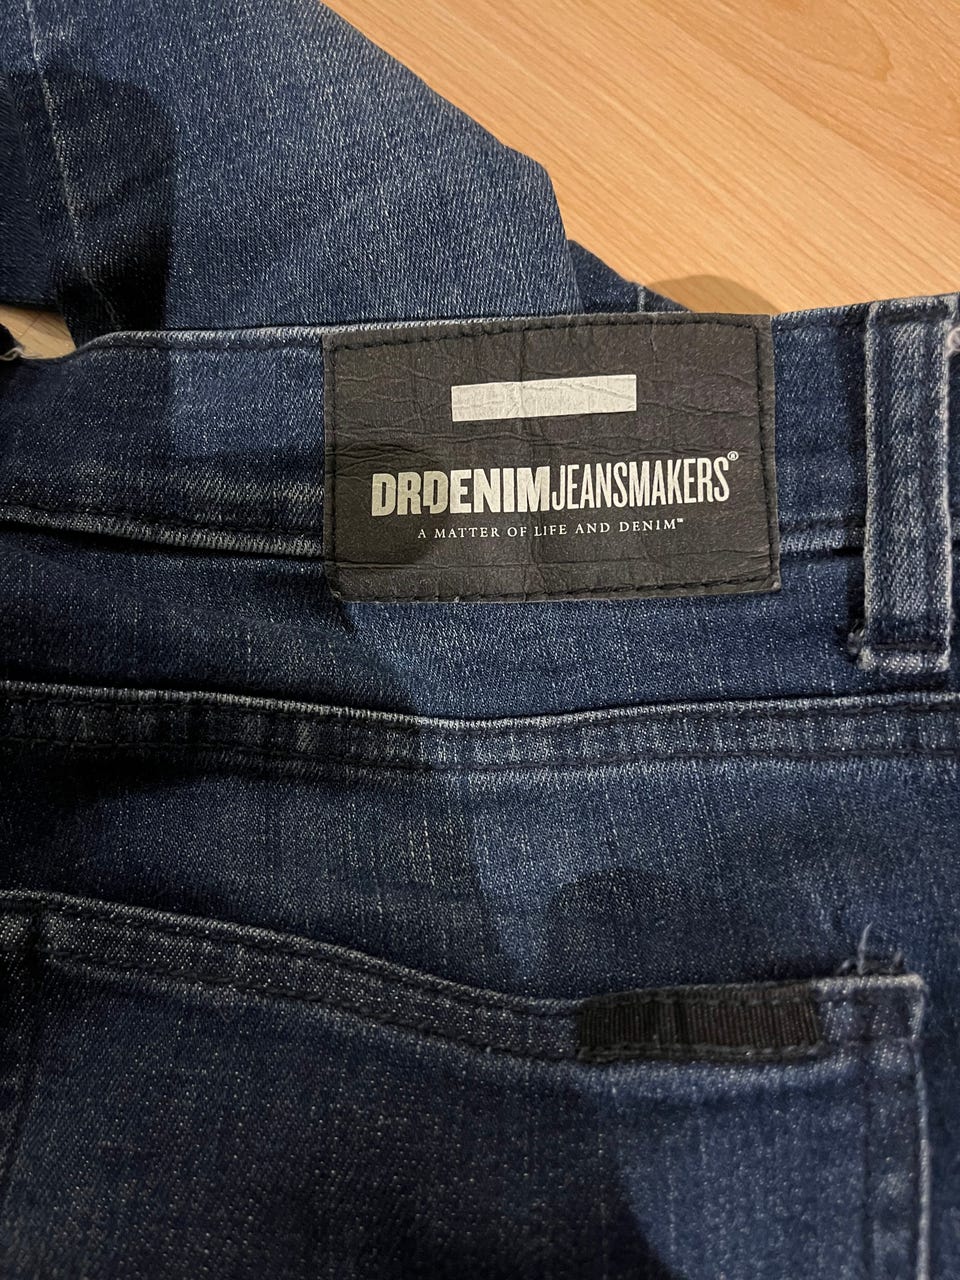 DRDENIMJEANSMAKERS®
A MATTER OF LIFE AND DENIM™